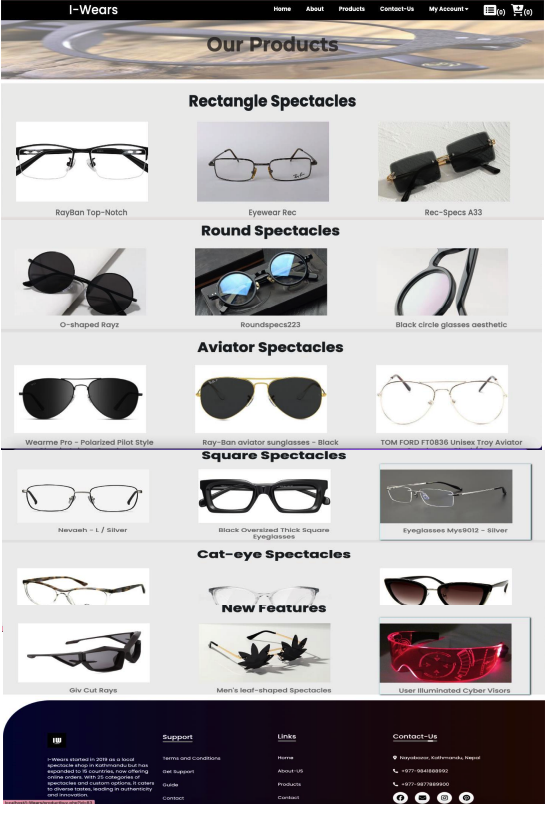 I-Wears
Home About Products Contact-Us My Account (0) (0)
Our Products
Rectangle Spectacles
RayBan Top-Notch Eyewear Rec Rec-Specs A33
Round Spectacles
O-shaped Rayz Roundspecs223 Black circle glasses aesthetic
Aviator Spectacles
Wearme Pro - Polarized Pilot Style Ray-Ban aviator sunglasses - Black TOM FORD FT0836 Unisex Troy Aviator
Square Spectacles
Nevaeh - L / Silver Black Oversized Thick Square Eyeglasses Eyeglasses Mys9012 - Silver
Cat-eye Spectacles
New Features
Giv Cut Rays Men's leaf-shaped Spectacles User Illuminated Cyber Visors
IW
I-Wears started in 2019 as a local
spectacle shop in Kathmandu but has
expanded to 15 countries, now offering
online orders. With 25 categories of
spectacles and custom options, it caters
to diverse tastes, leading in authenticity
and innovation.
Support
Terms and Conditions
Get Support
Guide
Contact
Links
Home
About-US
Products
Contact
Contact-Us
Nayabasar, Kathmandu, Nepal
+977-9841888992
+977-9877889900